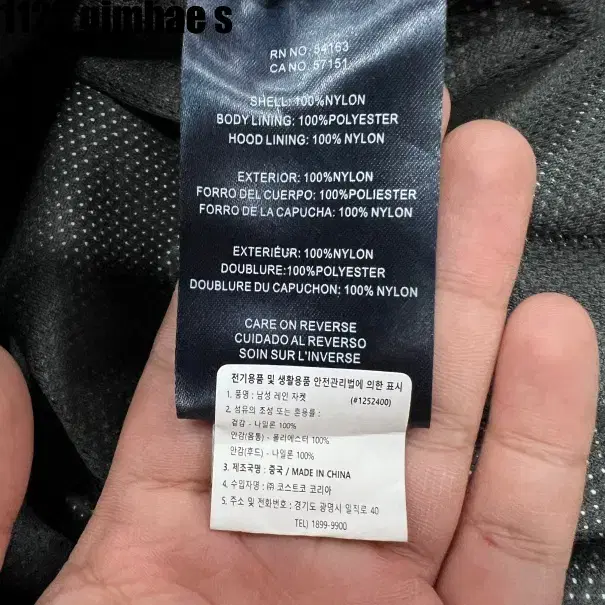 RN NO. 54163
CA NO. 57151
SHELL: 100%NYLON
BODY LINING: 100%POLYESTER
HOOD LINING: 100% NYLON
EXTERIOR: 100% NYLON
FORRO DEL CUERPO: 100%POLIESTER
FORRO DE LA CAPUCHA: 100% NYLON
EXTERIEUR: 100%NYLON
DOUBLURE:100%POLYESTER
DOUBLURE DU CAPUCHON: 100% NYLON
CARE ON REVERSE
CUIDADO AL REVERSO
SOIN SUR L'INVERSE
전기용품 및 생활용품 안전관리법에 의한 표시
1. 품명 : 남성 레인 자켓 (#1252400)
2. 섬유의 조성 또는 혼용률 :
겉감 - 나일론 100%
안감(몸통) - 폴리에스터 100%
안감(후드) - 나일론 100%
3. 제조국명 : 중국 / MADE IN CHINA
4. 수입자명 : ㈜ 코스트코 코리아
5. 주소 및 전화번호 : 경기도 광명시 일직로 40
TEL) 1899-9900